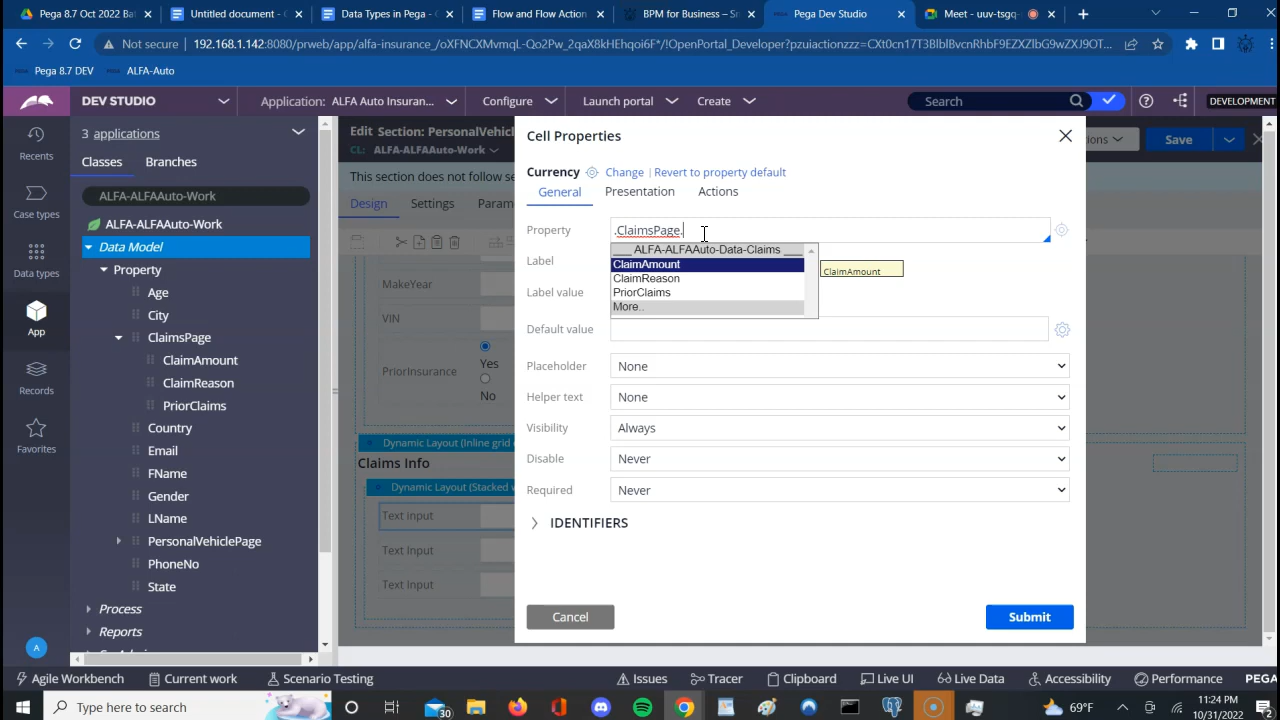 Pega 8.7 Oct 2022 Bat
Untitled document - G
Data Types in Pega - G
Flow and Flow Action
BPM for Business – Sn
Pega Dev Studio
Meet - uuv-tsgq-
Not secure 192.168.1.142:8080/prweb/app/alfa-insurance_/
Pega 8.7 DEV ALFA-Auto
DEV STUDIO
Application: ALFA Auto Insuran...
Configure
Launch portal
Create
Search
DEVELOPMENT
3 applications
Classes Branches
ALFA-ALFAAuto-Work
ALFA-ALFAAuto-Work
Data Model
Property
Age
City
ClaimsPage
ClaimAmount
ClaimReason
PriorClaims
Country
Email
FName
Gender
LName
PersonalVehiclePage
PhoneNo
State
Process
Reports
Recents
Case types
Data types
App
Records
Favorites
A
Edit Section: PersonalVehicl
CL: ALFA-ALFAAuto-Work
Save
This section does not follow se
Design Settings Param
MakeYear
VIN
PriorInsurance
Yes
No
Dynamic Layout (Inline grid
Claims Info
Dynamic Layout (Stacked w
Text input
Text Input
Text Input
Cell Properties
Currency Change | Revert to property default
General Presentation Actions
Property .ClaimsPage.
___ ALFA-ALFAAuto-Data-Claims ___
ClaimAmount
ClaimReason
PriorClaims
More..
ClaimAmount
Label
Label value
Default value
Placeholder None
Helper text None
Visibility Always
Disable Never
Required Never
IDENTIFIERS
Cancel Submit
Agile Workbench Current work Scenario Testing Issues Tracer Clipboard Live UI Live Data Accessibility Performance PEGA
Type here to search
30
69°F
11:24 PM
10/31/2022
2